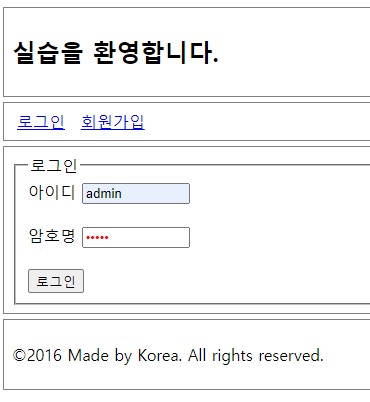 실습을 환영합니다.
로그인 회원가입
로그인
아이디 admin
암호명 •••••
로그인
©2016 Made by Korea. All rights reserved.